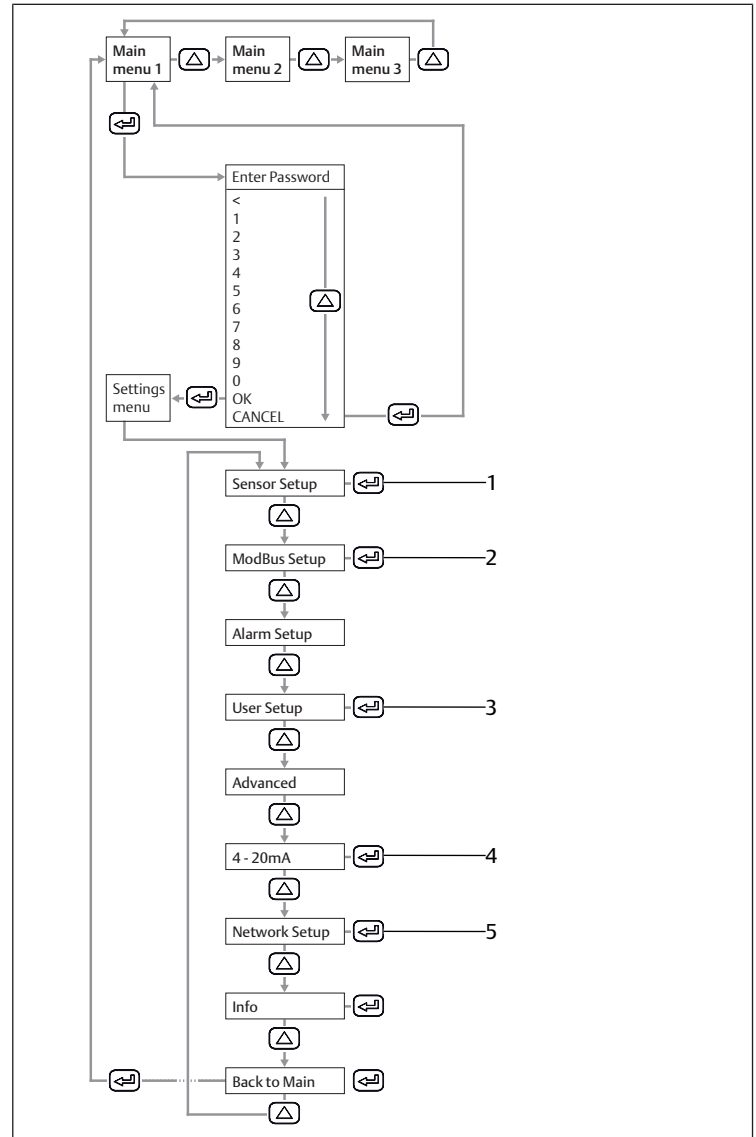 Main
menu 1
Main
menu 2
Main
menu 3
Enter Password
<
1
2
3
4
5
6
7
8
9
0
OK
CANCEL
Settings
menu
Sensor Setup
1
ModBus Setup
2
Alarm Setup
User Setup
3
Advanced
4 - 20mA
4
Network Setup
5
Info
Back to Main